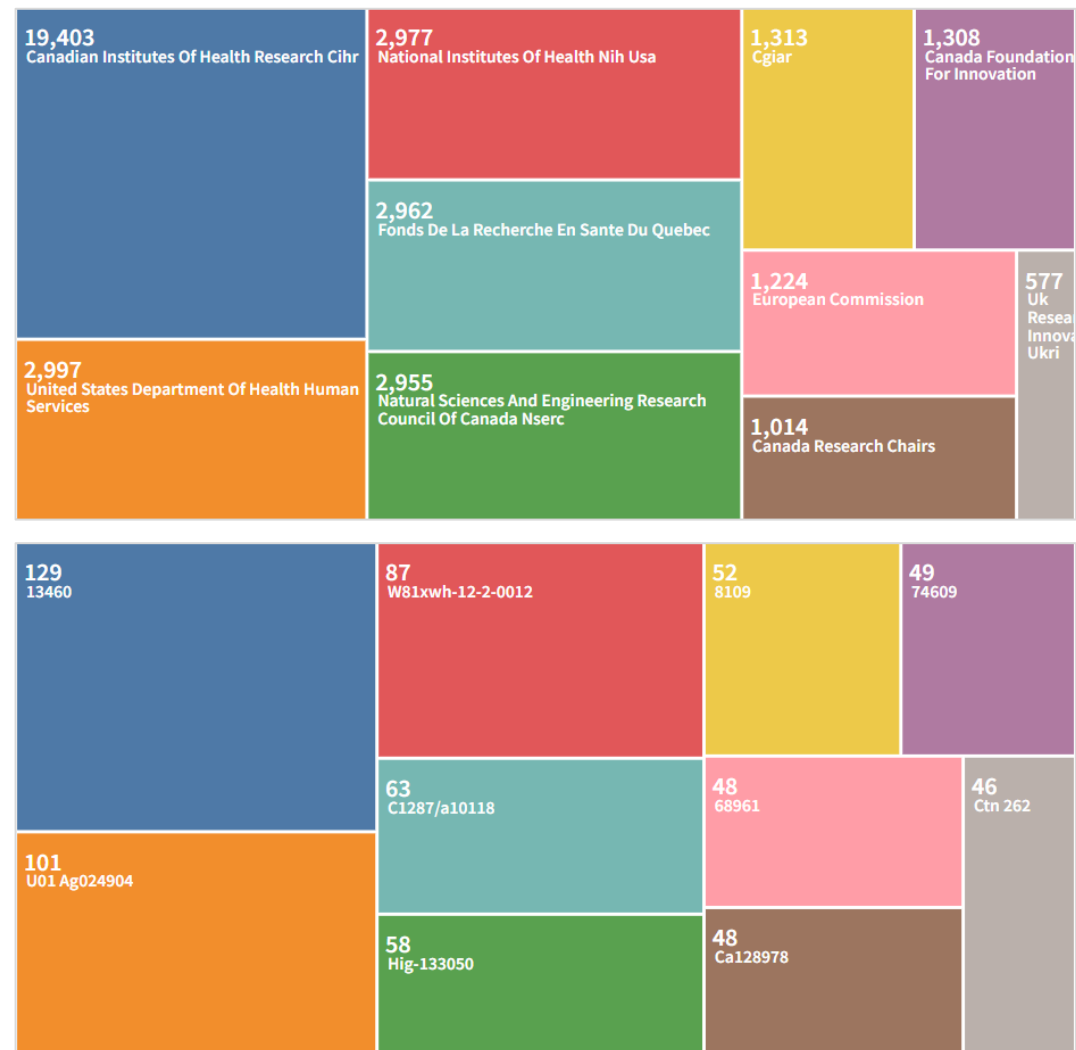 19,403
Canadian Institutes Of Health Research Cihr
2,997
United States Department Of Health Human
Services
2,977
National Institutes Of Health Nih Usa
2,962
Fonds De La Recherche En Sante Du Quebec
2,955
Natural Sciences And Engineering Research
Council Of Canada Nserc
1,313
Cgiar
1,308
Canada Foundation
For Innovation
1,224
European Commission
1,014
Canada Research Chairs
577
Uk
Ukri
129
13460
101
U01 Ag024904
87
W81xwh-12-2-0012
63
C1287/a10118
58
Hig-133050
52
8109
49
74609
48
68961
48
Ca128978
46
Ctn 262